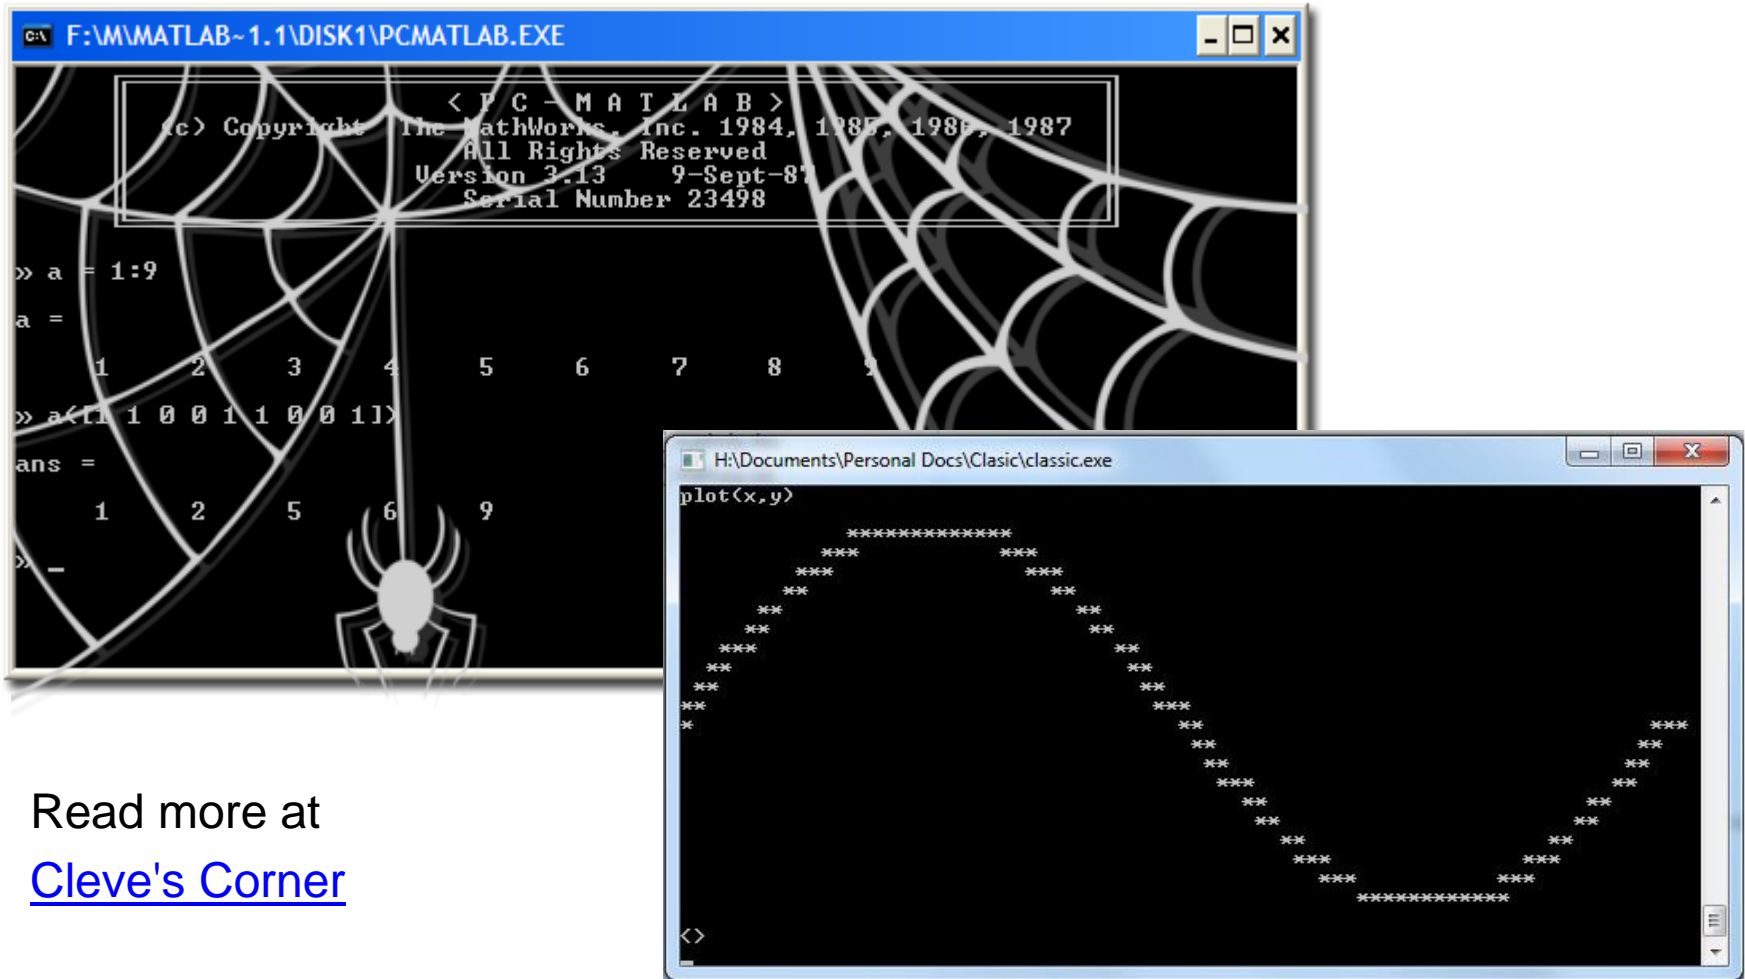 F:\M\MATLAB~1.1\DISK1\PCMATLAB.EXE
< P C - M A T L A B >
(c) Copyright The MathWorks, Inc. 1984, 1985, 1986, 1987
All Rights Reserved
Version 3.13 9-Sept-87
Serial Number 23498
» a = 1:9
a =
1 2 3 4 5 6 7 8 9
» a([1 1 0 0 1 1 0 0 1])
ans =
1 2 5 6 9
» _
H:\Documents\Personal Docs\Clasic\classic.exe
plot(x,y)
*************
*** ***
*** ***
** **
** **
** **
*** **
** **
** **
** ***
* ** ***
** **
** **
*** **
** **
** **
** **
*** ***
*** ***
************
<>
Read more at
Cleve's Corner